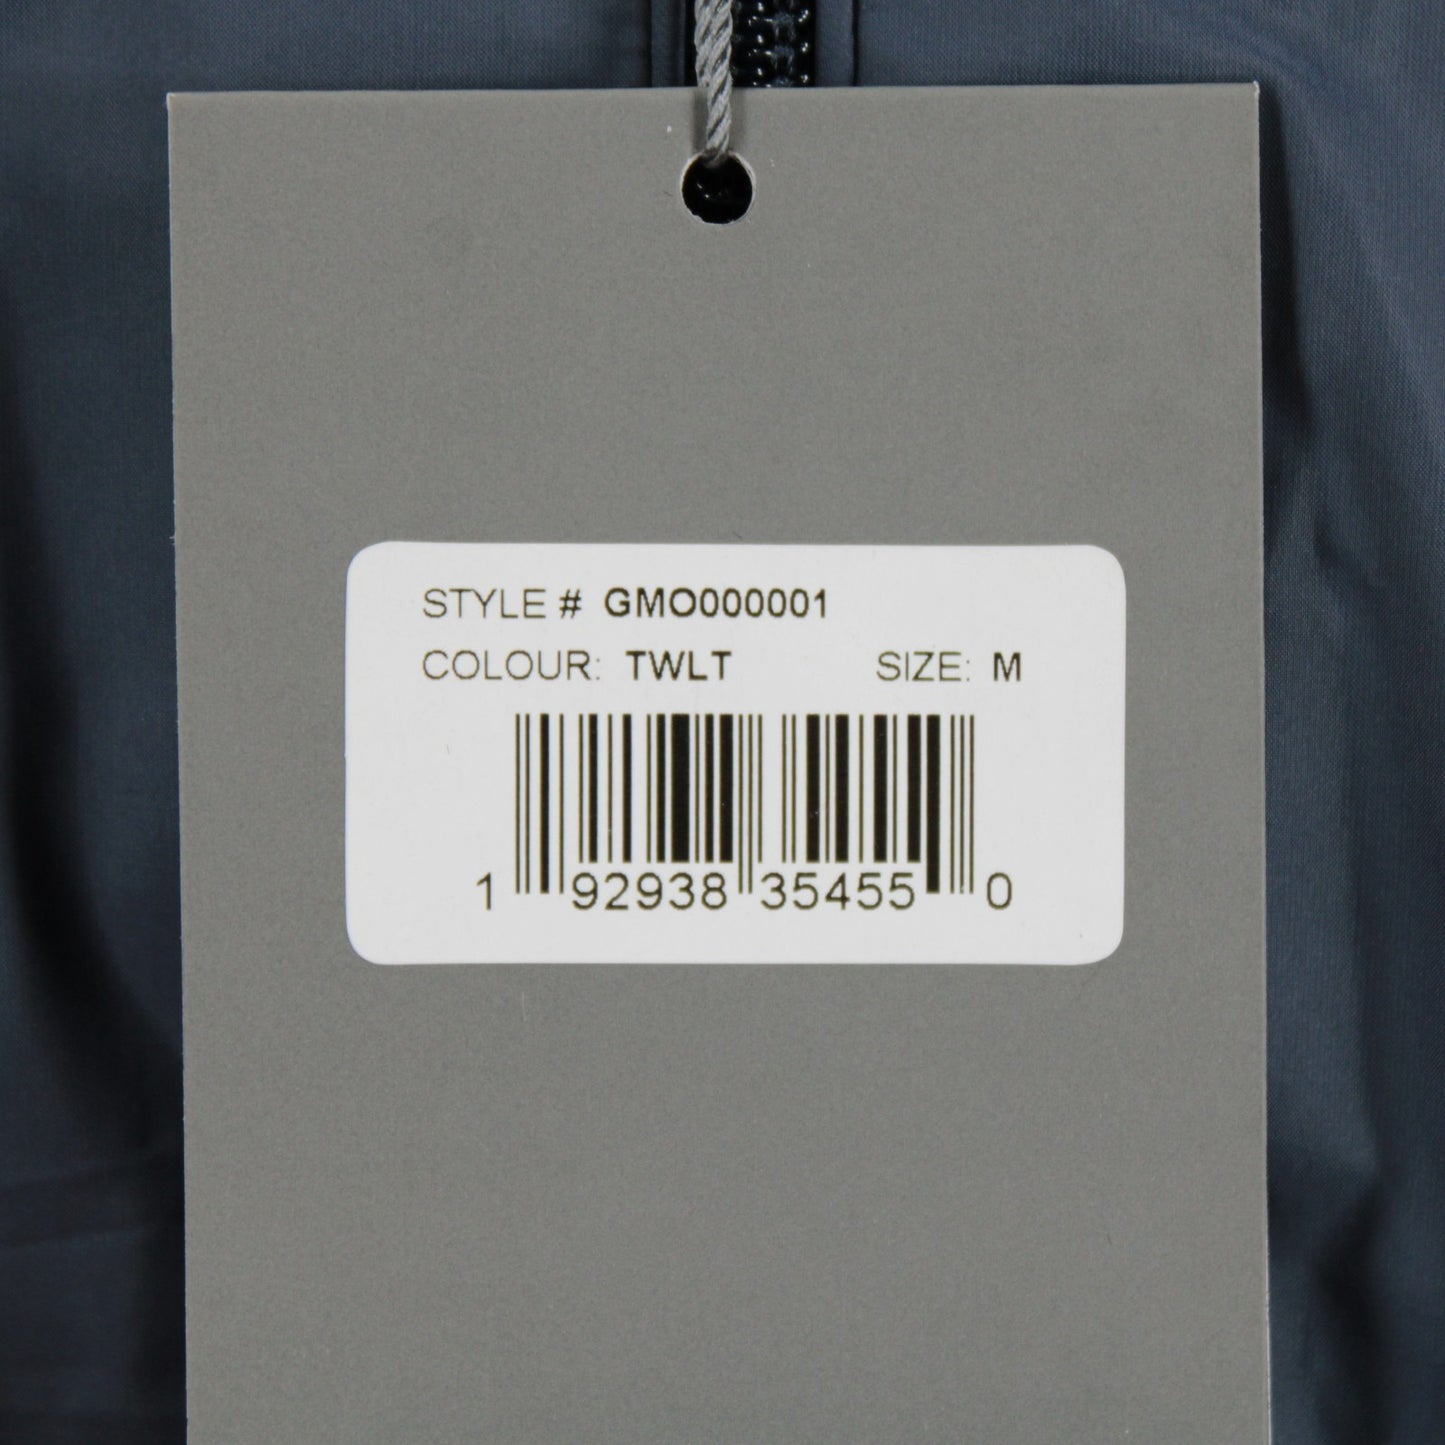 STYLE # GMO000001
COLOUR: TWLT SIZE: M
1 92938 35455 0